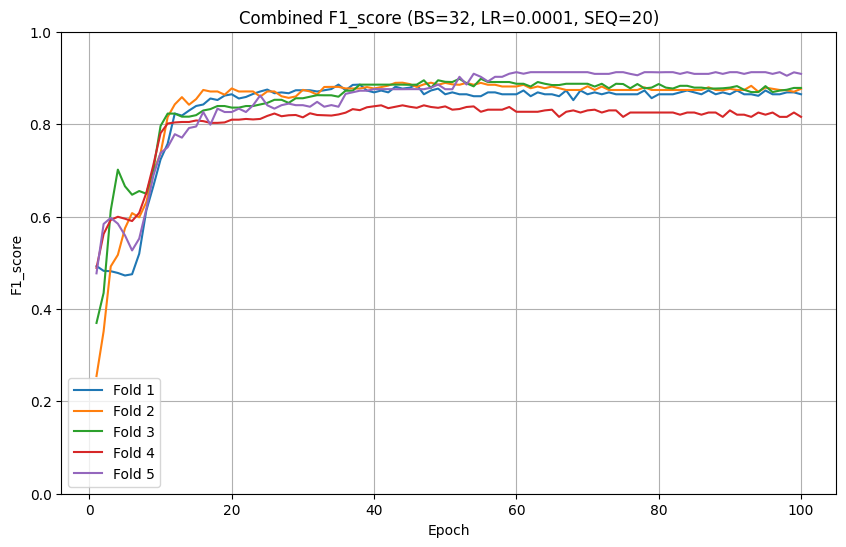 Combined F1_score (BS=32, LR=0.0001, SEQ=20)
1.0
0.8
0.6
0.4
0.2
0.0
F1_score
Fold 1
Fold 2
Fold 3
Fold 4
Fold 5
0 20 40 60 80 100
Epoch